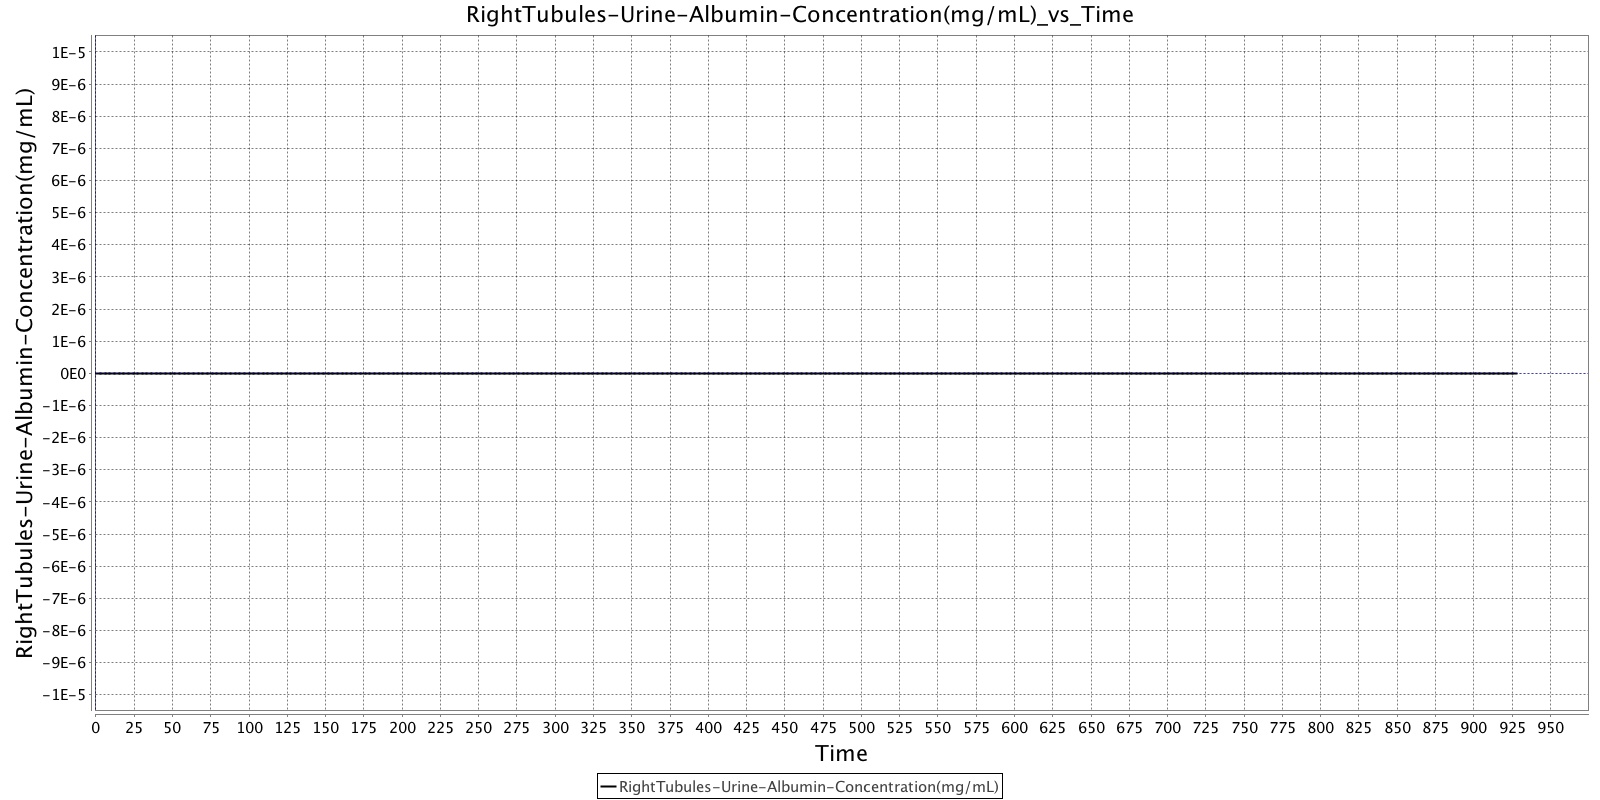 RightTubules-Urine-Albumin-Concentration(mg/mL)_vs_Time
RightTubules-Urine-Albumin-Concentration(mg/mL)
1E-5
9E-6
8E-6
7E-6
6E-6
5E-6
4E-6
3E-6
2E-6
1E-6
0E0
-1E-6
-2E-6
-3E-6
-4E-6
-5E-6
-6E-6
-7E-6
-8E-6
-9E-6
-1E-5
0 25 50 75 100 125 150 175 200 225 250 275 300 325 350 375 400 425 450 475 500 525 550 575 600 625 650 675 700 725 750 775 800 825 850 875 900 925 950
Time
RightTubules-Urine-Albumin-Concentration(mg/mL)